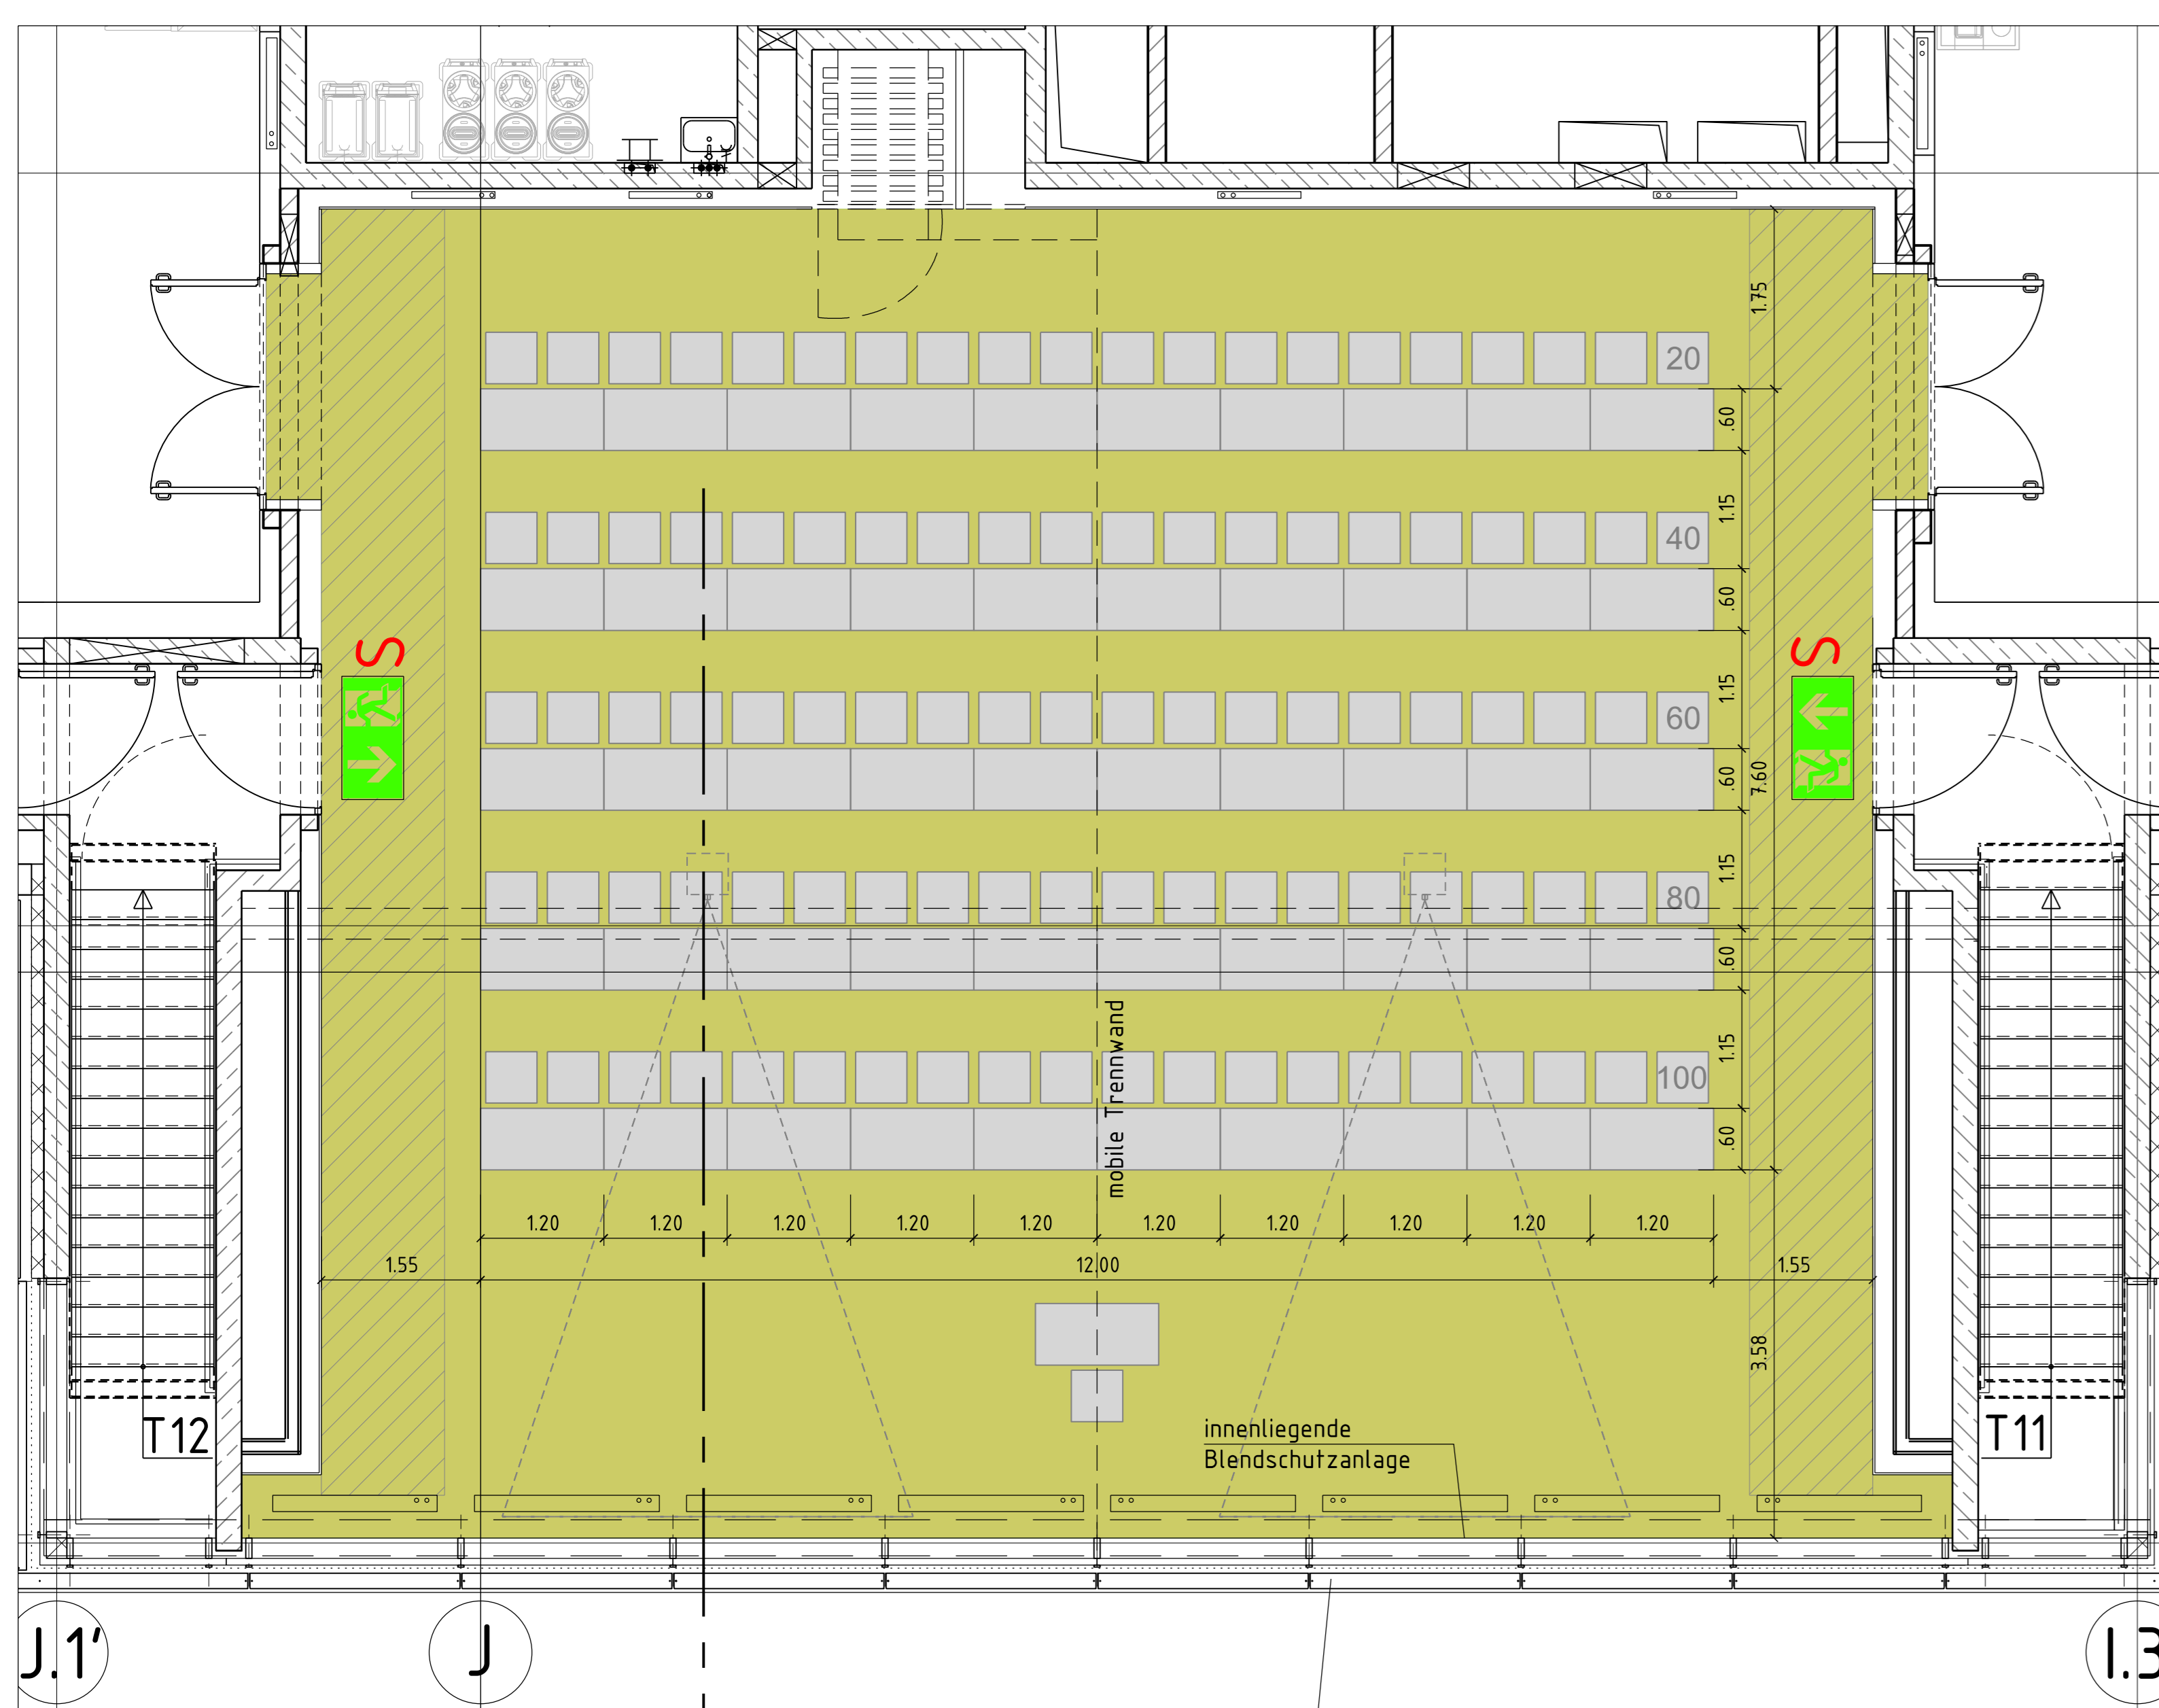 1.75
20
.60
1.15
40
.60
S
S
1.15
60
.60
7.60
1.15
80
.60
mobile Trennwand
1.15
100
.60
1.20 1.20 1.20 1.20 1.20 1.20 1.20 1.20 1.20 1.20
1.55 12.00 1.55
3.58
innenliegende
Blendschutzanlage
T12
T11
J.1'
J
I.3